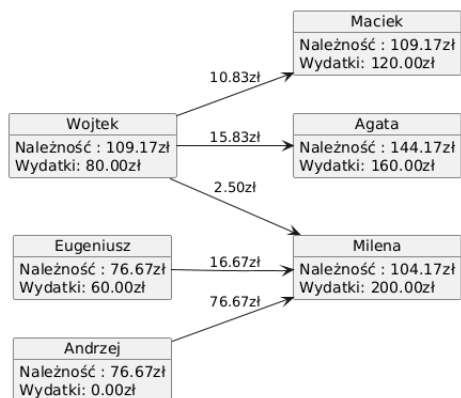 Maciek
Należność : 109.17zł
Wydatki: 120.00zł
10.83zł
Wojtek
Należność : 109.17zł
Wydatki: 80.00zł
15.83zł
Agata
Należność : 144.17zł
Wydatki: 160.00zł
2.50zł
Eugeniusz
Należność : 76.67zł
Wydatki: 60.00zł
16.67zł
Milena
Należność : 104.17zł
Wydatki: 200.00zł
76.67zł
Andrzej
Należność : 76.67zł
Wydatki: 0.00zł